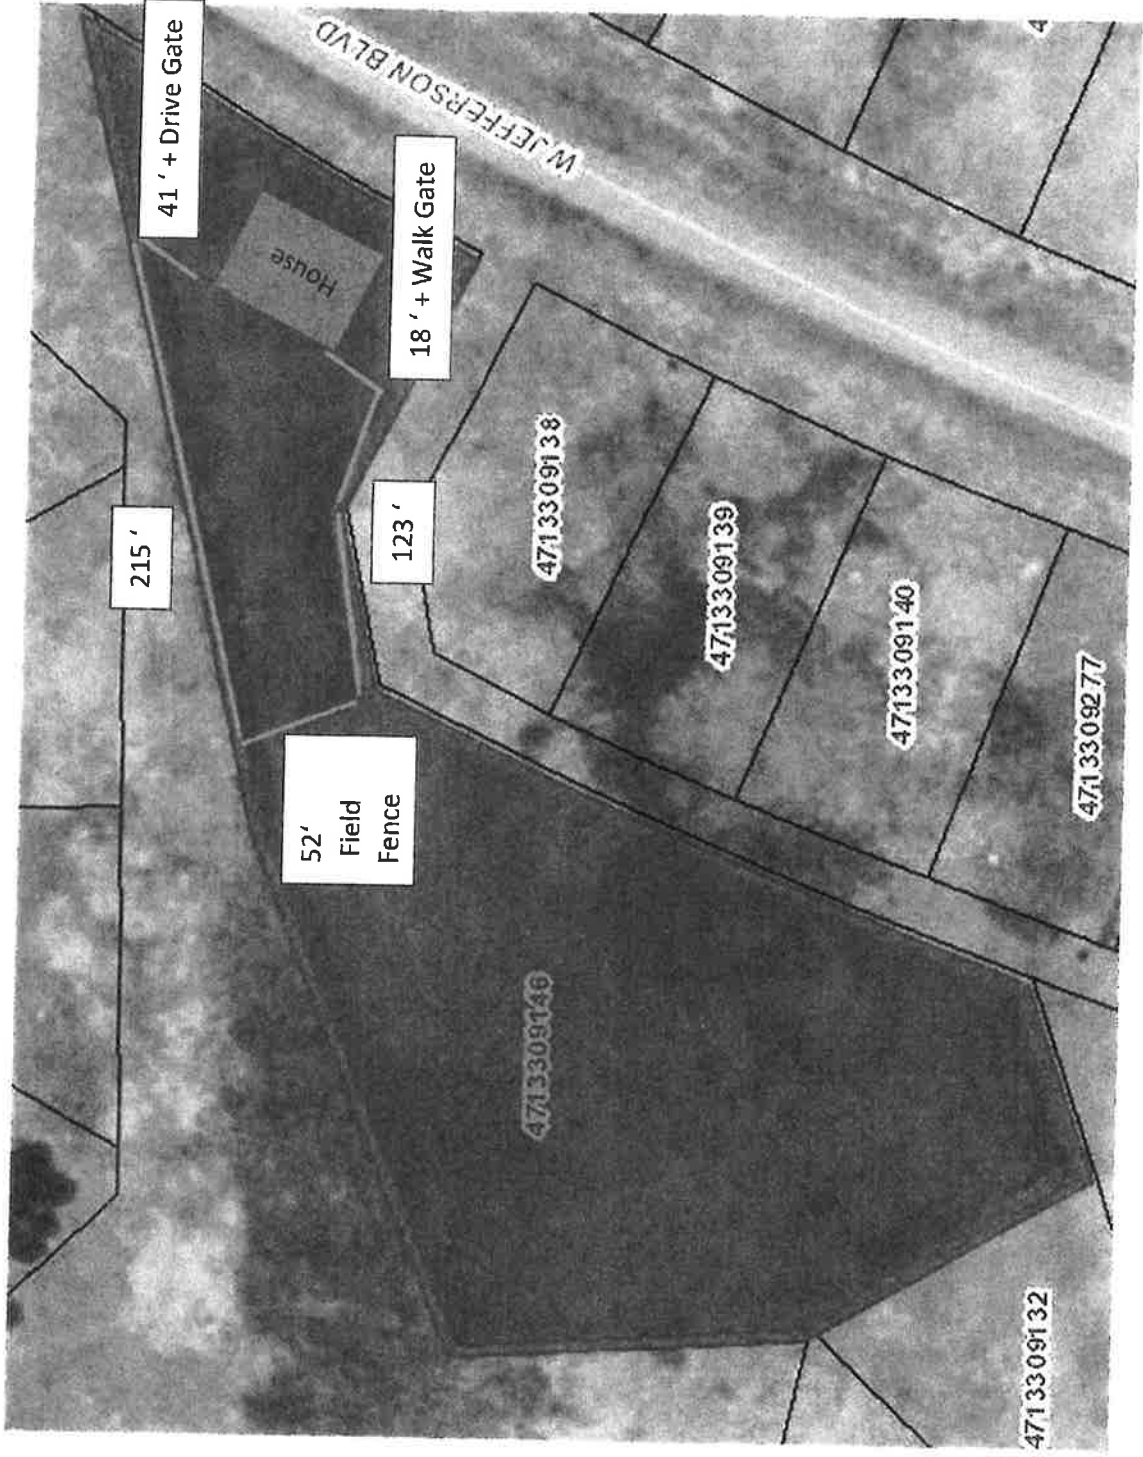 41 ' + Drive Gate
W JEFFERSON BLVD
House
18 ' + Walk Gate
215 '
123 '
52'
Field
Fence
4713309138
4713309139
4713309140
4713309277
4713309146
4713309132
4